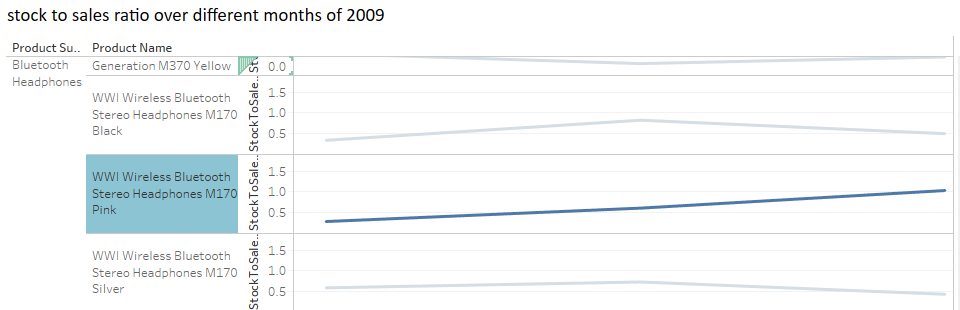 stock to sales ratio over different months of 2009
Product Su.. Product Name
Bluetooth
Headphones
Generation M370 Yellow
0.0
WWI Wireless Bluetooth
Stereo Headphones M170
Black
StockToSale..
1.5
1.0
0.5
WWI Wireless Bluetooth
Stereo Headphones M170
Pink
StockToSale..
1.5
1.0
0.5
WWI Wireless Bluetooth
Stereo Headphones M170
Silver
StockToSale..
1.5
1.0
0.5